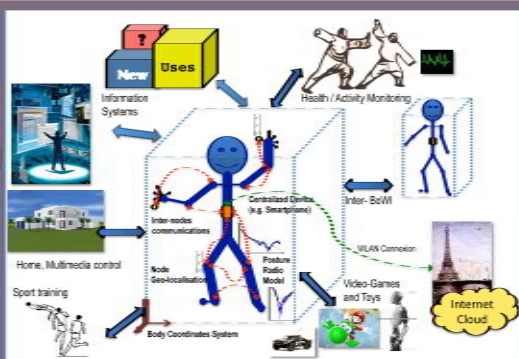 ?
New
Uses
Information
Systems
Health / Activity Monitoring
Inter- BoWI
Centralized Device
(e.g. Smartphone)
Inter-nodes
communications
WLAN Connexion
Home, Multimedia control
Node
Geo-localisation
Posture
Radio
Model
Video-Games
and Toys
Internet
Cloud
Sport training
Body Coordinates System